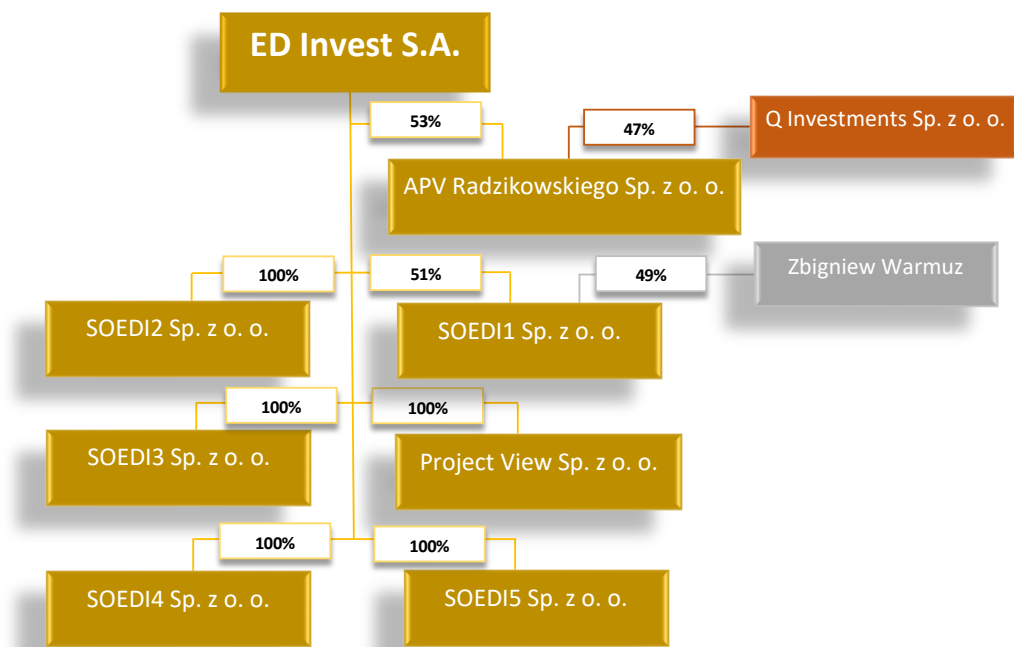 ED Invest S.A.
53%
47%
Q Investments Sp. z o. o.
APV Radzikowskiego Sp. z o. o.
100%
51%
49%
Zbigniew Warmuz
SOEDI2 Sp. z o. o.
SOEDI1 Sp. z o. o.
100%
100%
SOEDI3 Sp. z o. o.
Project View Sp. z o. o.
100%
100%
SOEDI4 Sp. z o. o.
SOEDI5 Sp. z o. o.